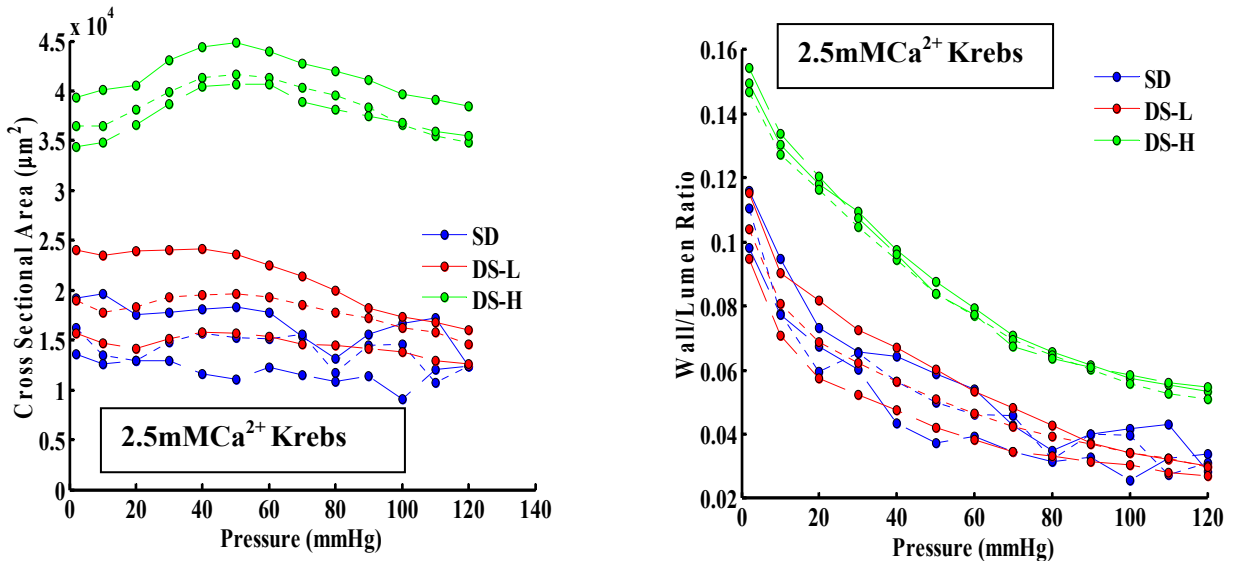 x 10⁴
4.5
4
3.5
3
2.5
2
1.5
1
0.5
0
Cross Sectional Area (µm²)
SD
DS-L
DS-H
2.5mMCa²⁺ Krebs
0 20 40 60 80 100 120 140
Pressure (mmHg)
2.5mMCa²⁺ Krebs
0.16
0.14
0.12
0.1
0.08
0.06
0.04
0.02
Wall/Lumen Ratio
SD
DS-L
DS-H
0 20 40 60 80 100 120
Pressure (mmHg)